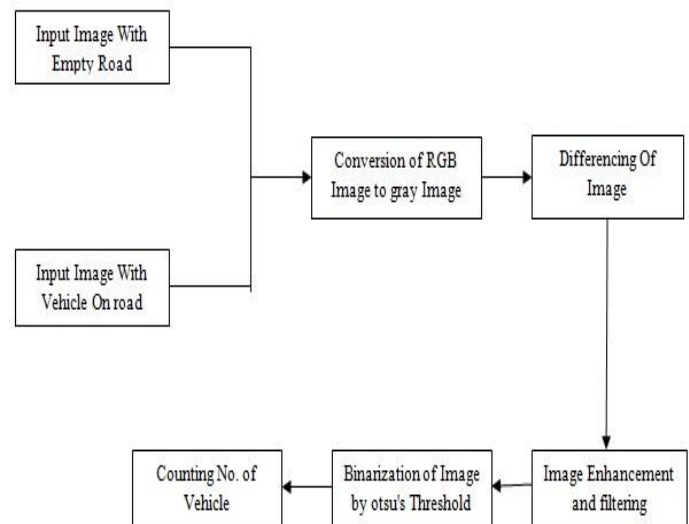 Input Image With
Empty Road
Input Image With
Vehicle On road
Conversion of RGB
Image to gray Image
Differencing Of
Image
Image Enhancement
and filtering
Binarization of Image
by otsu's Threshold
Counting No. of
Vehicle